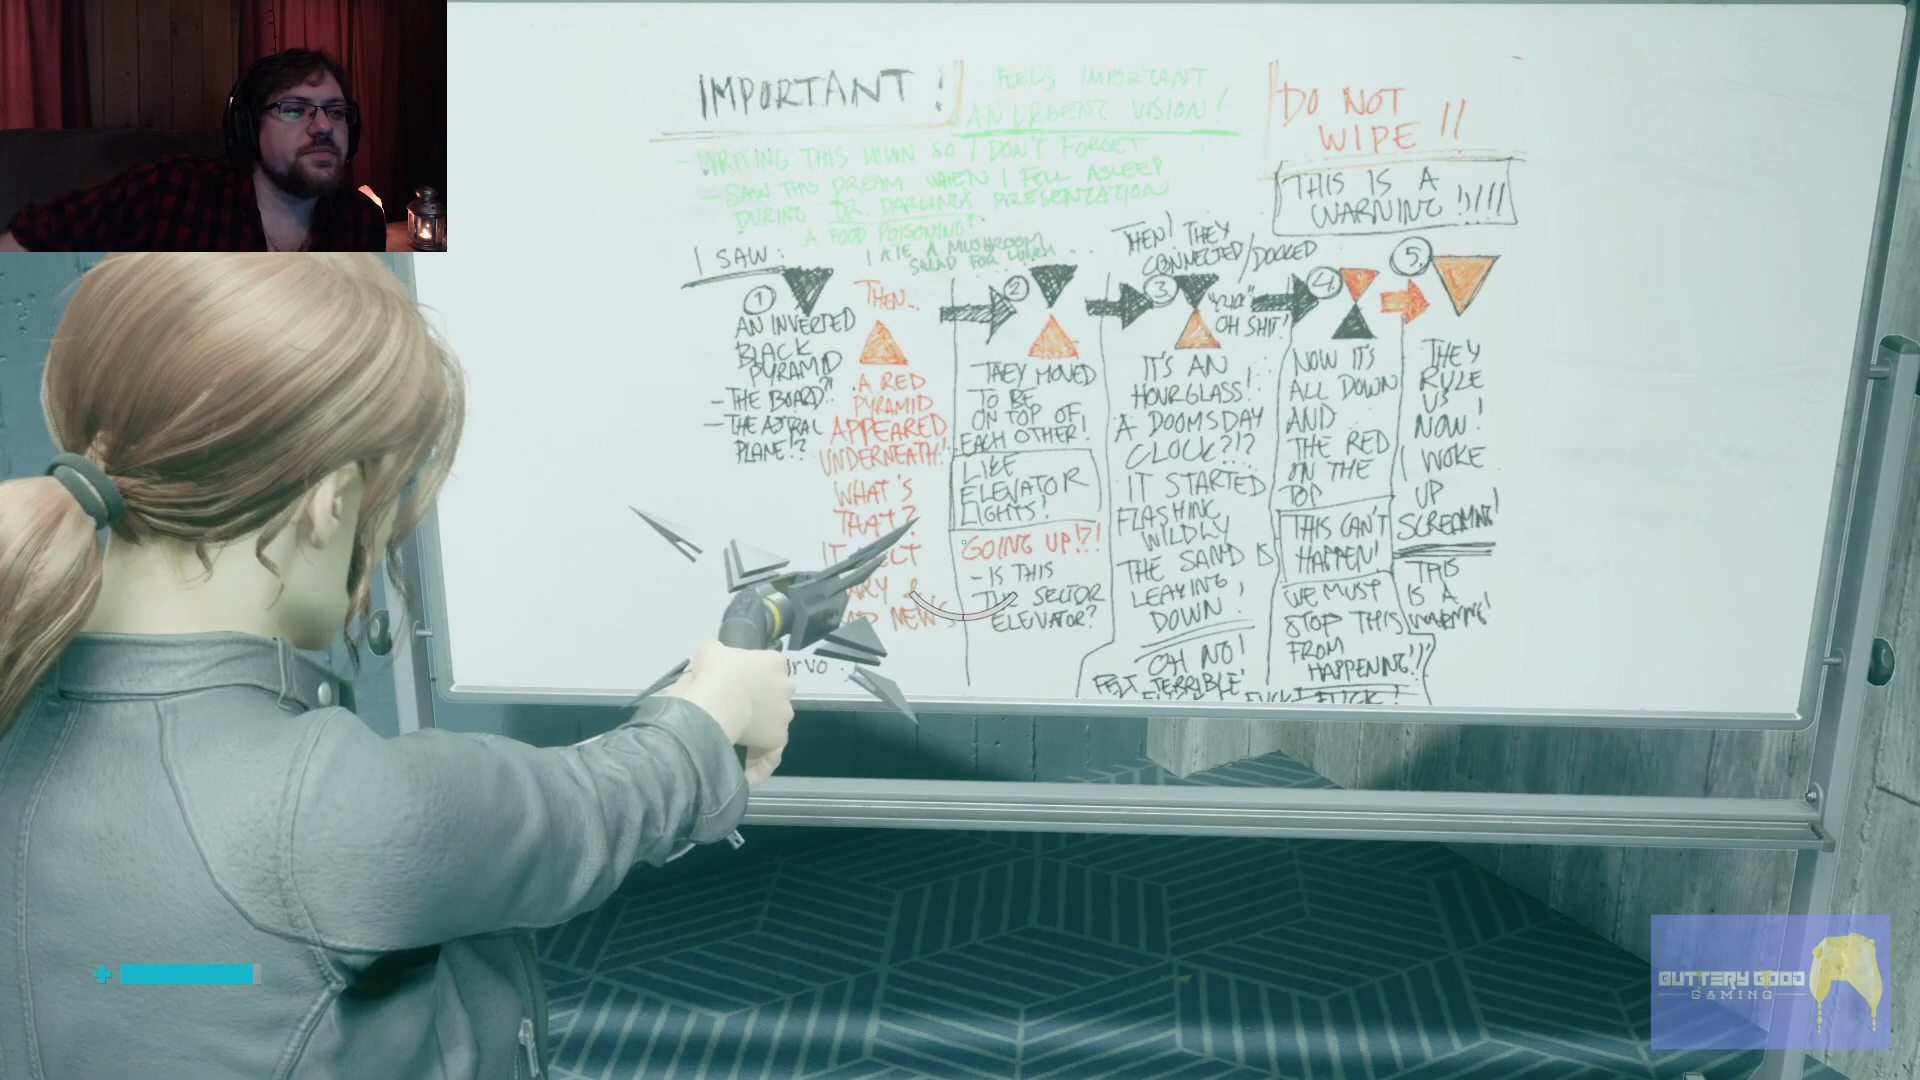 IMPORTANT!
FEELS IMPORTANT
AN URGENT VISION!
DO NOT
WIPE !!
THIS IS A
WARNING!!!!!
- WRITING THIS DOWN SO I DON'T FORGET
- SAW THIS DREAM WHEN I FELL ASLEEP
DURING DR. DARLING'S PRESENTATION
A FOOD POISONING?
I ATE A MUSHROOM
SALAD FOR LUNCH
I SAW:
1
AN INVERTED
BLACK
PYRAMID
- THE BOARD?!
- THE ASTRAL
PLANE!?
THEN..
A RED
PYRAMID
APPEARED
UNDERNEATH!
WHAT'S
THAT?
IT
NEWS
2
THEY MOVED
TO BE
ON TOP OF
EACH OTHER!
LIKE
ELEVATOR
LIGHTS!
GOING UP!?!
- IS THIS
THE SECTOR
ELEVATOR?
THEN! THEY
CONNECTED/DOCKED
3
OH SHIT!
IT'S AN
HOURGLASS!
A DOOMSDAY
CLOCK?!?
IT STARTED
FLASHING
WILDLY
THE SAND IS
LEAKING,
DOWN.
OH NO!
FELT TERRIBLE!
4.
NOW IT'S
ALL DOWN
AND
THE RED
ON THE
TOP
THIS CAN'T
HAPPEN!
WE MUST
STOP THIS
FROM
HAPPENING!!
FUCK!
5.
THEY
RULE
US
NOW!
I WOKE
UP
SCREAMING!
THIS
IS A
WARNING!
BUTTERY GOOD
GAMING